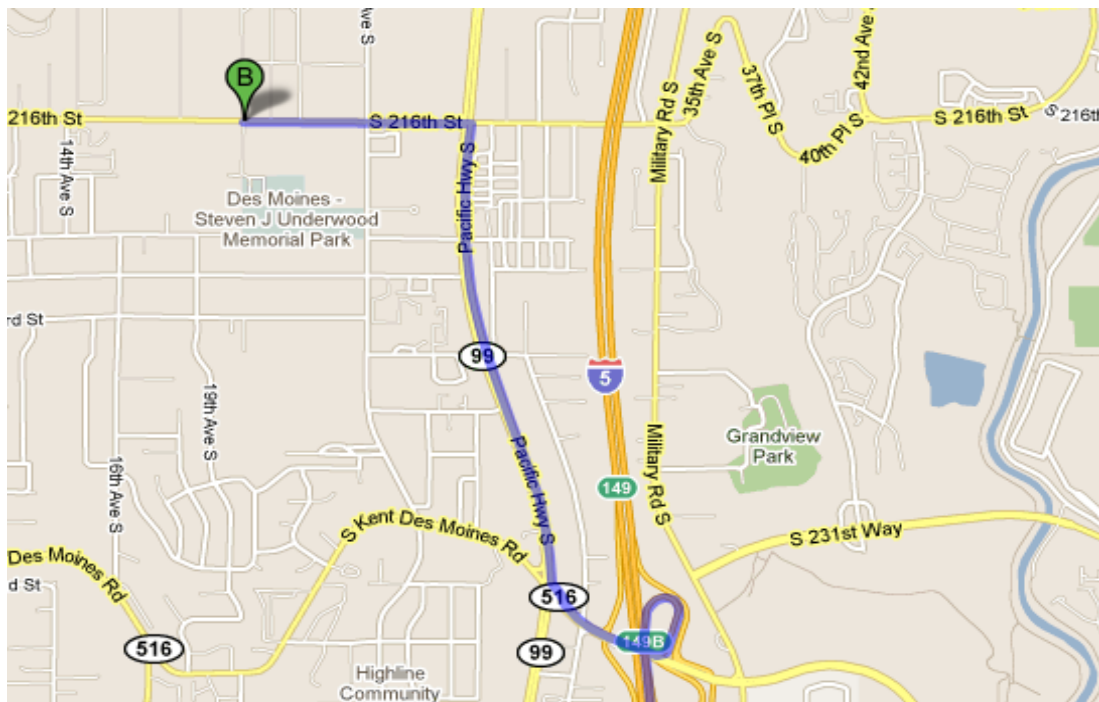 Ave S
B
216th St
S 216th St
35th Ave S
37th Pl S
42nd Ave
40th Pl S
S 216th St
S 216th
14th Ave S
Military Rd S
Pacific Hwy S
Des Moines -
Steven J Underwood
Memorial Park
rd St
99
5
19th Ave S
Grandview
Park
16th Ave S
Pacific Hwy S
149
Military Rd S
S Kent Des Moines Rd
S 231st Way
Des Moines Rd
d St
516
516
149B
99
Highline
Community